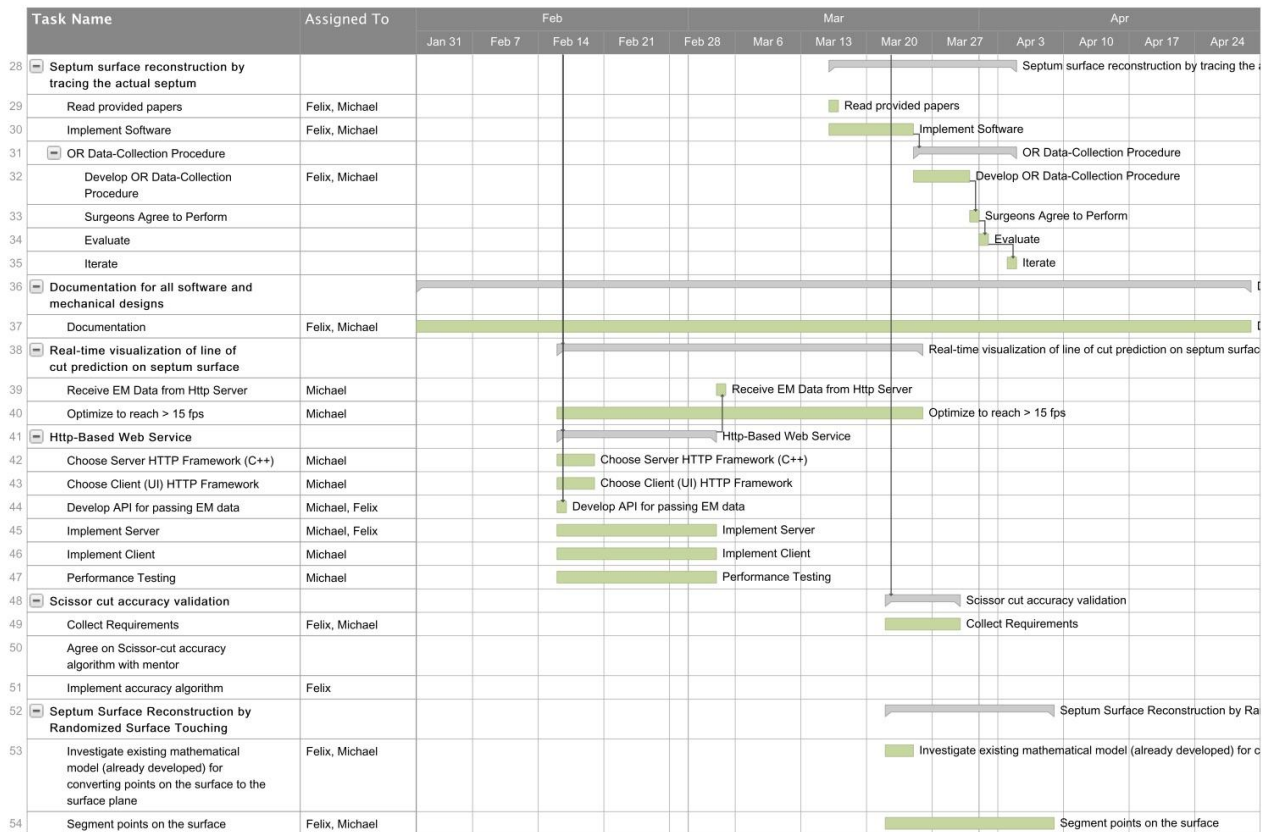 Task Name Assigned To Feb Mar Apr
Jan 31 Feb 7 Feb 14 Feb 21 Feb 28 Mar 6 Mar 13 Mar 20 Mar 27 Apr 3 Apr 10 Apr 17 Apr 24
28 Septum surface reconstruction by Septum surface reconstruction by tracing the
tracing the actual septum
29 Read provided papers Felix, Michael Read provided papers
30 Implement Software Felix, Michael Implement Software
31 OR Data-Collection Procedure OR Data-Collection Procedure
32 Develop OR Data-Collection Felix, Michael Develop OR Data-Collection Procedure
Procedure
33 Surgeons Agree to Perform Surgeons Agree to Perform
34 Evaluate Evaluate
35 Iterate Iterate
36 Documentation for all software and
mechanical designs
37 Documentation Felix, Michael
38 Real-time visualization of line of Real-time visualization of line of cut prediction on septum surfac
cut prediction on septum surface
39 Receive EM Data from Http Server Michael Receive EM Data from Http Server
40 Optimize to reach > 15 fps Michael Optimize to reach > 15 fps
41 Http-Based Web Service Http-Based Web Service
42 Choose Server HTTP Framework (C++) Michael Choose Server HTTP Framework (C++)
43 Choose Client (UI) HTTP Framework Michael Choose Client (UI) HTTP Framework
44 Develop API for passing EM data Michael, Felix Develop API for passing EM data
45 Implement Server Michael, Felix Implement Server
46 Implement Client Michael Implement Client
47 Performance Testing Michael Performance Testing
48 Scissor cut accuracy validation Scissor cut accuracy validation
49 Collect Requirements Felix, Michael Collect Requirements
50 Agree on Scissor-cut accuracy
algorithm with mentor
51 Implement accuracy algorithm Felix
52 Septum Surface Reconstruction by Septum Surface Reconstruction by Ra
Randomized Surface Touching
53 Investigate existing mathematical Felix, Michael Investigate existing mathematical model (already developed) for c
model (already developed) for
converting points on the surface to the
surface plane
54 Segment points on the surface Felix, Michael Segment points on the surface